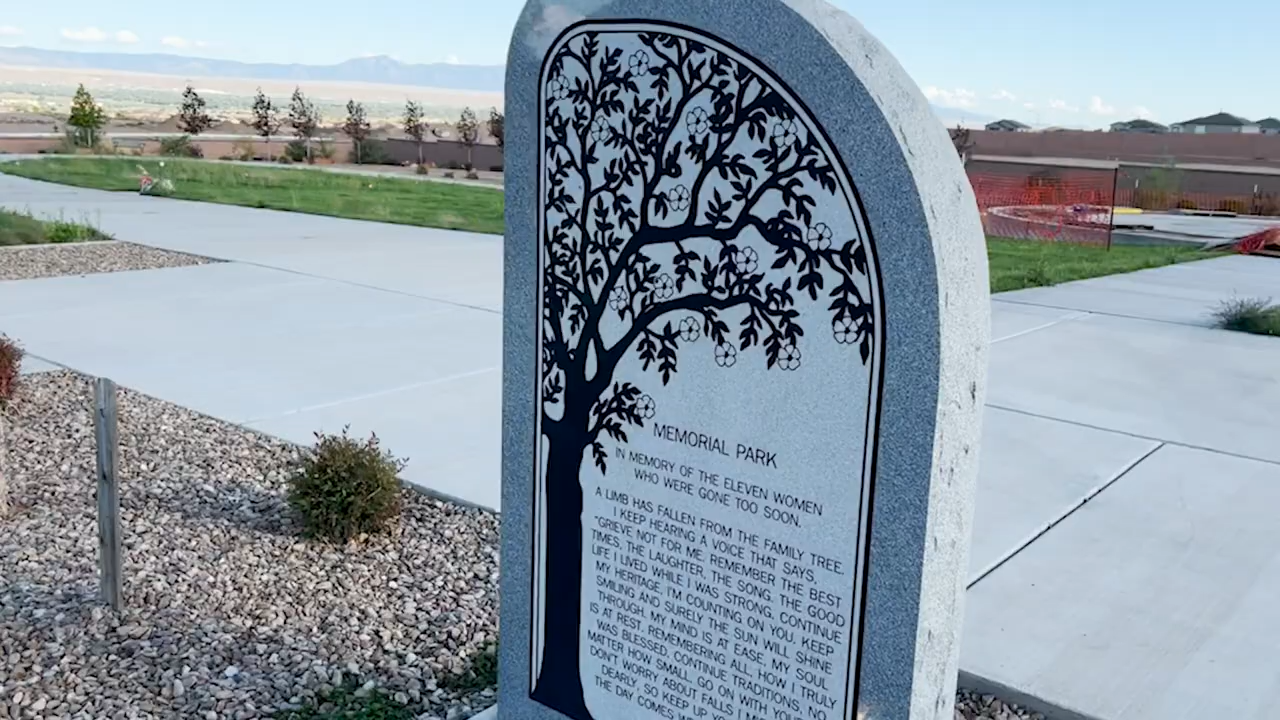 MEMORIAL PARK
IN MEMORY OF THE ELEVEN WOMEN
WHO WERE GONE TOO SOON.
A LIMB HAS FALLEN FROM THE FAMILY TREE.
I KEEP HEARING A VOICE THAT SAYS,
"GRIEVE NOT FOR ME. REMEMBER THE BEST
TIMES, THE LAUGHTER, THE SONG. THE GOOD
LIFE I LIVED WHILE I WAS STRONG. CONTINUE
MY HERITAGE, I'M COUNTING ON YOU. KEEP
SMILING AND SURELY THE SUN WILL SHINE
THROUGH. MY MIND IS AT EASE, MY SOUL
IS AT REST. REMEMBERING ALL, HOW I TRULY
WAS BLESSED. CONTINUE TRADITIONS, NO
MATTER HOW SMALL. GO ON WITH YOUR
DON'T WORRY ABOUT FALLS I
DEARLY, SO KEEP UP
THE DAY COMES